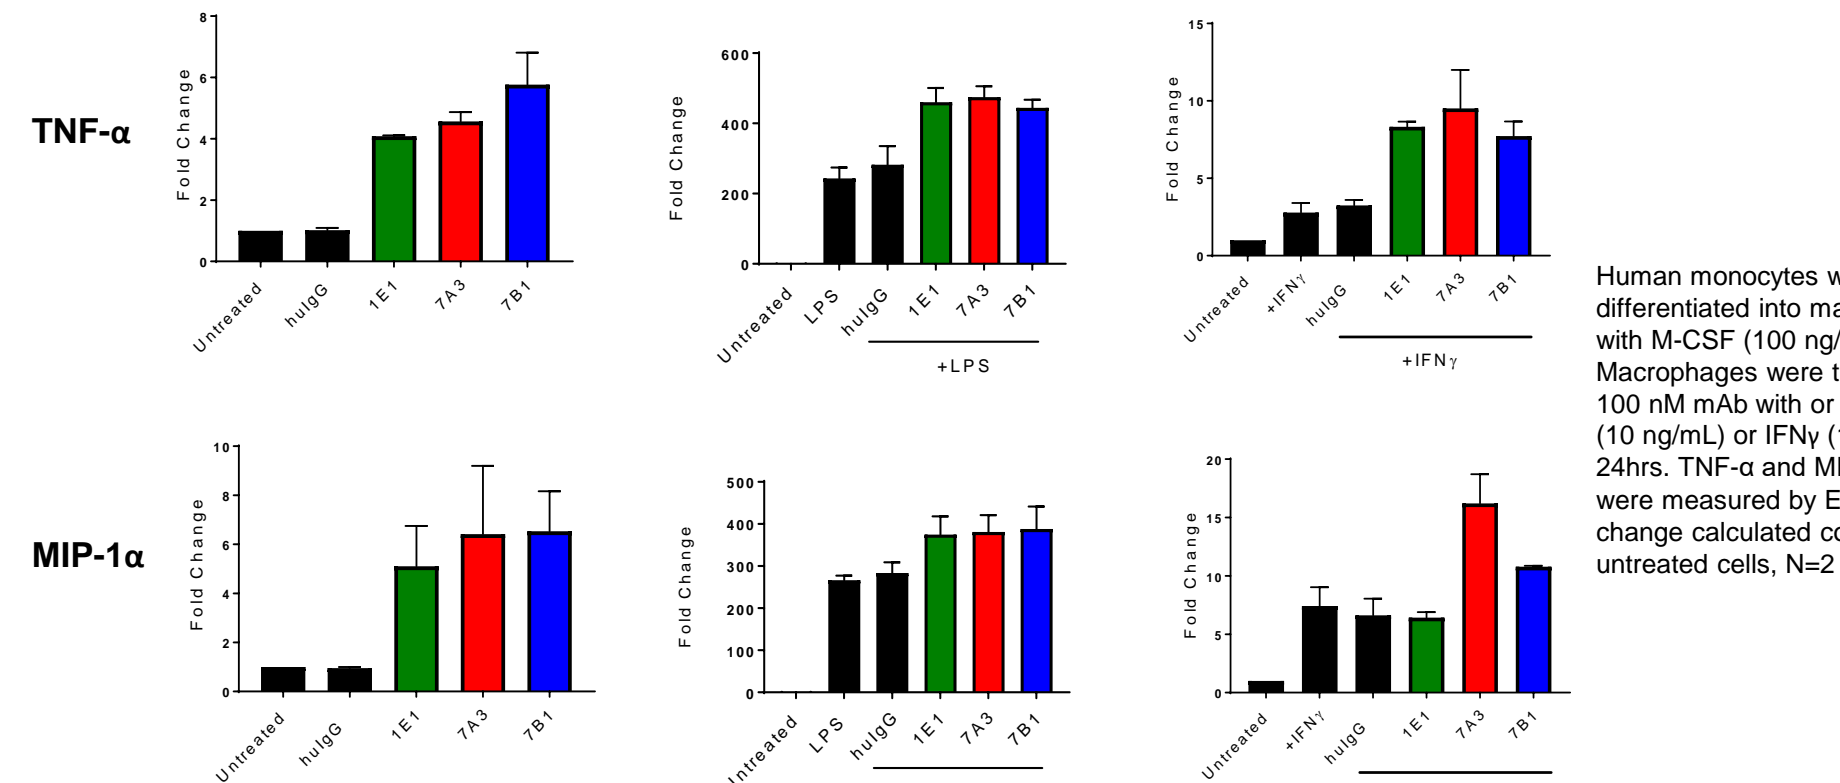 TNF-α
Fold Change
8
6
4
2
0
Untreated
huIgG
1E1
7A3
7B1
Fold Change
600
400
200
0
Untreated
LPS
huIgG
1E1
7A3
7B1
+LPS
Fold Change
15
10
5
0
Untreated
+IFNγ
huIgG
1E1
7A3
7B1
+IFNγ
Human monocytes
differentiated into
with M-CSF (100 ng/
Macrophages were
100 nM mAb with or
(10 ng/mL) or IFNγ
24hrs. TNF-α and
were measured by
change calculated
untreated cells, N=2
MIP-1α
Fold Change
10
8
6
4
2
0
Untreated
huIgG
1E1
7A3
7B1
Fold Change
500
400
300
200
100
0
LPS
huIgG
1E1
7A3
7B1
Fold Change
20
15
10
5
0
Untreated
+IFNγ
huIgG
1E1
7A3
7B1